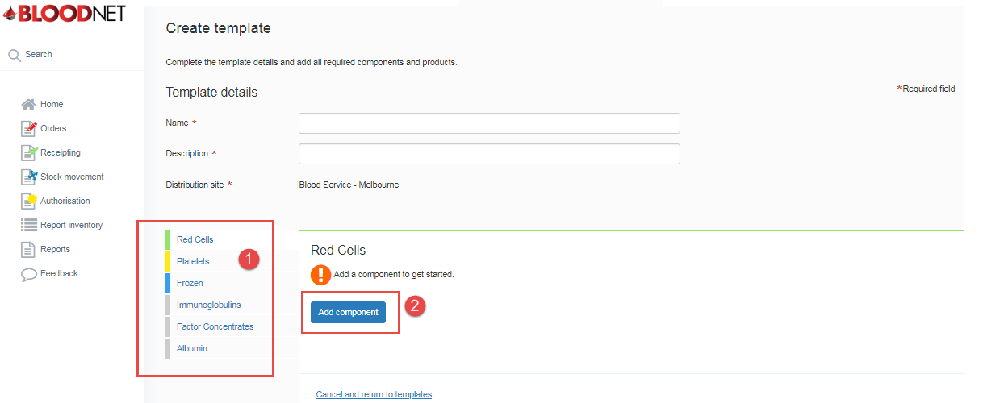 BLOODNET
Search
Home
Orders
Receipting
Stock movement
Authorisation
Report inventory
Reports
Feedback
Create template
Complete the template details and add all required components and products.
Template details
* Required field
Name *
Description *
Distribution site *
Blood Service - Melbourne
Red Cells
Platelets
Frozen
Immunoglobulins
Factor Concentrates
Albumin
1
Red Cells
! Add a component to get started.
Add component
2
Cancel and return to templates